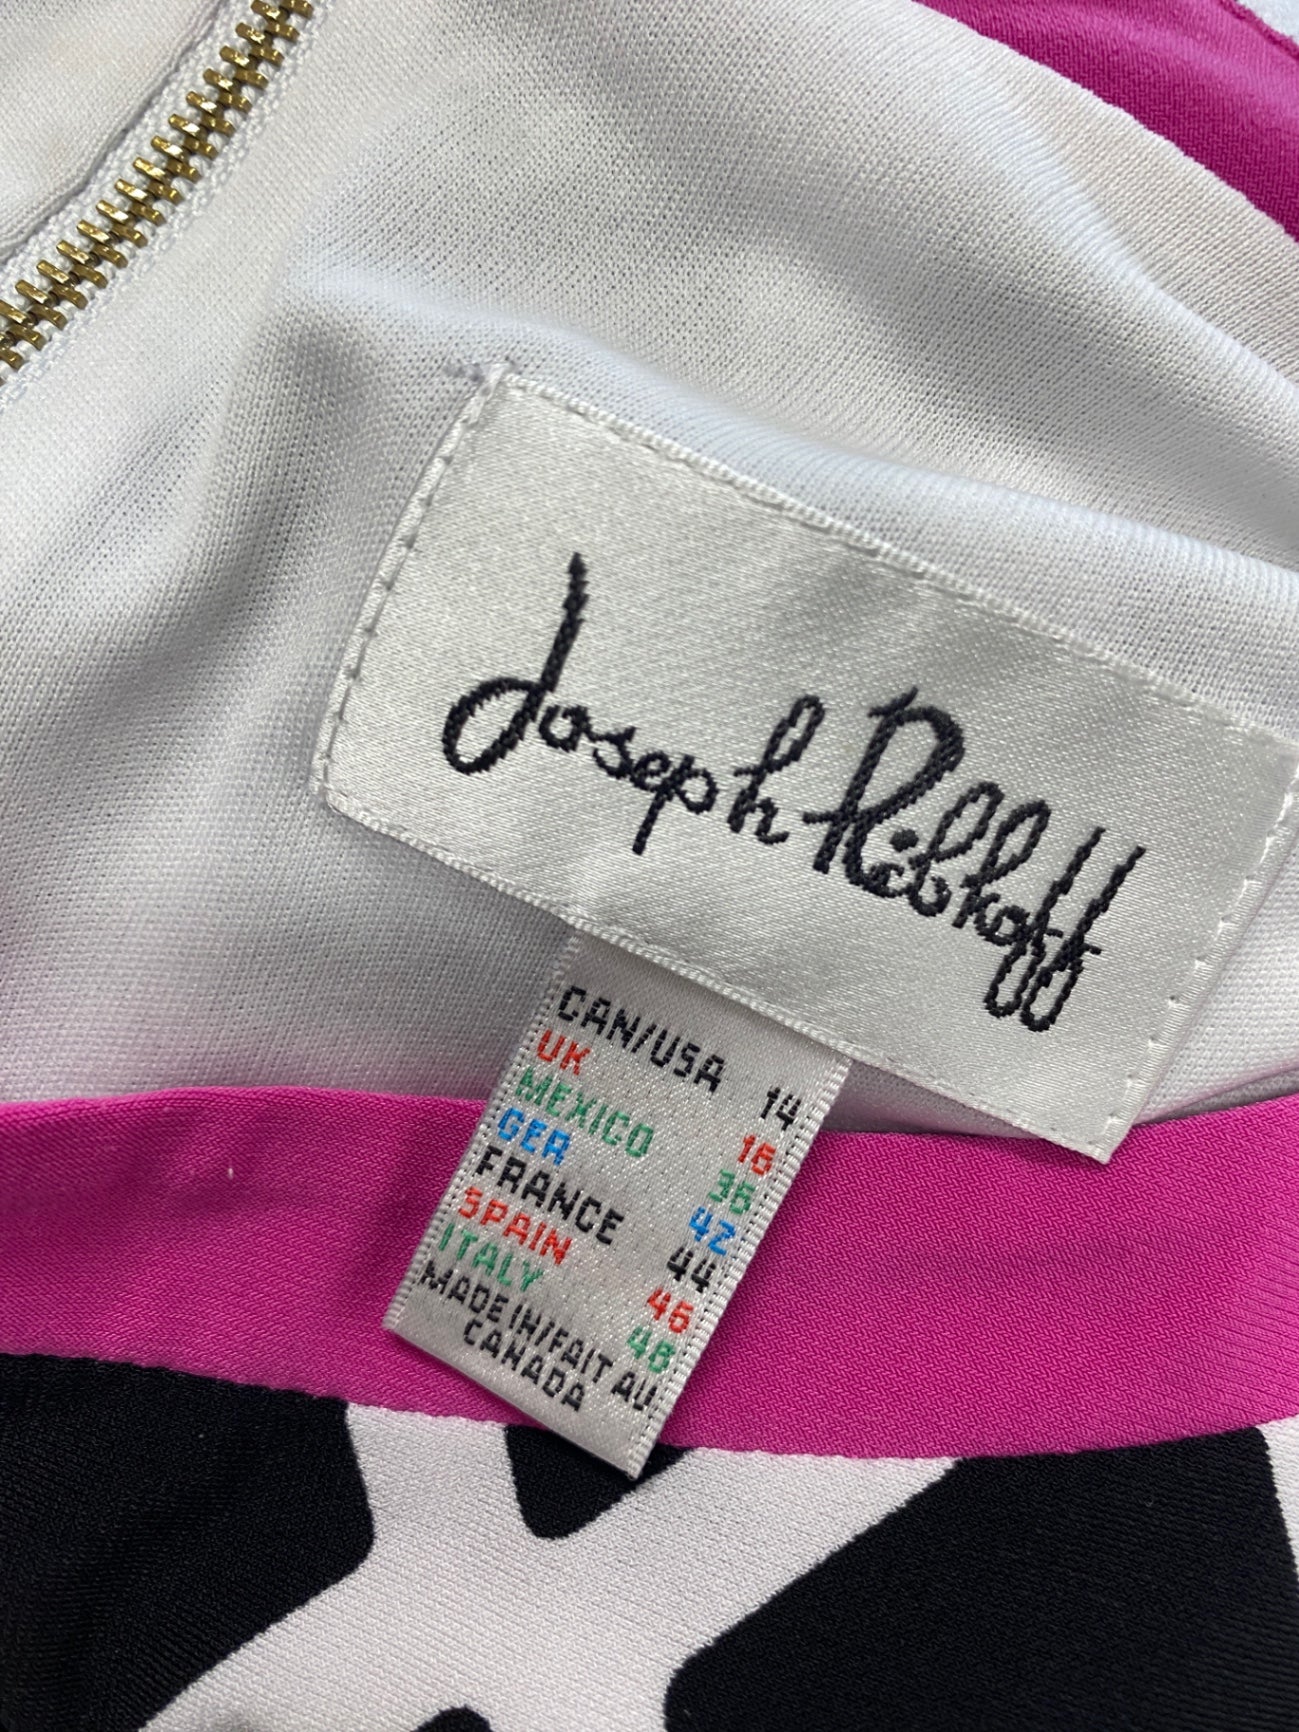 Joseph Ribkoff
CAN/USA 14
UK 16
MEXICO 36
GER 42
FRANCE 44
SPAIN 46
ITALY 48
MADE IN/FAIT AU
CANADA